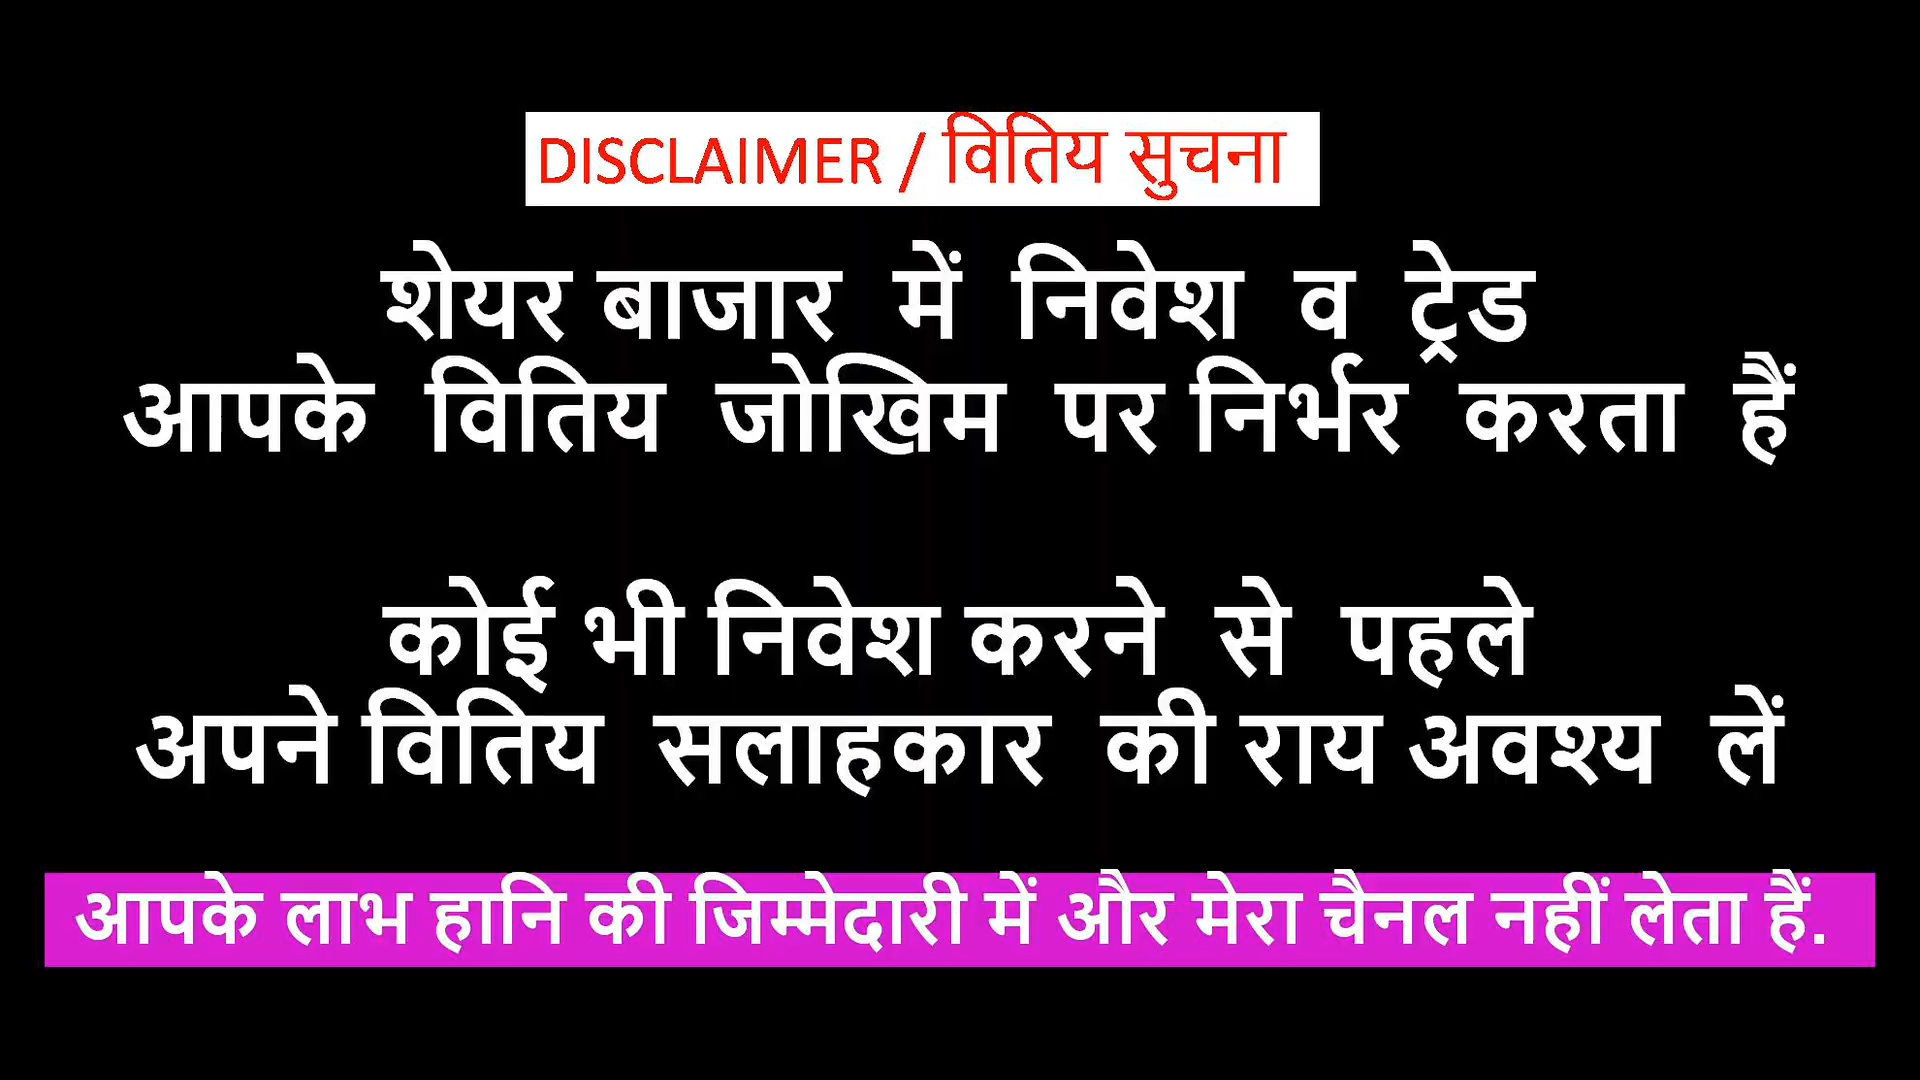 DISCLAIMER / वितिय सुचना
शेयर बाजार में निवेश व ट्रेड
आपके वितिय जोखिम पर निर्भर करता हैं
कोई भी निवेश करने से पहले
अपने वितिय सलाहकार की राय अवश्य लें
आपके लाभ हानि की जिम्मेदारी में और मेरा चैनल नहीं लेता हैं.